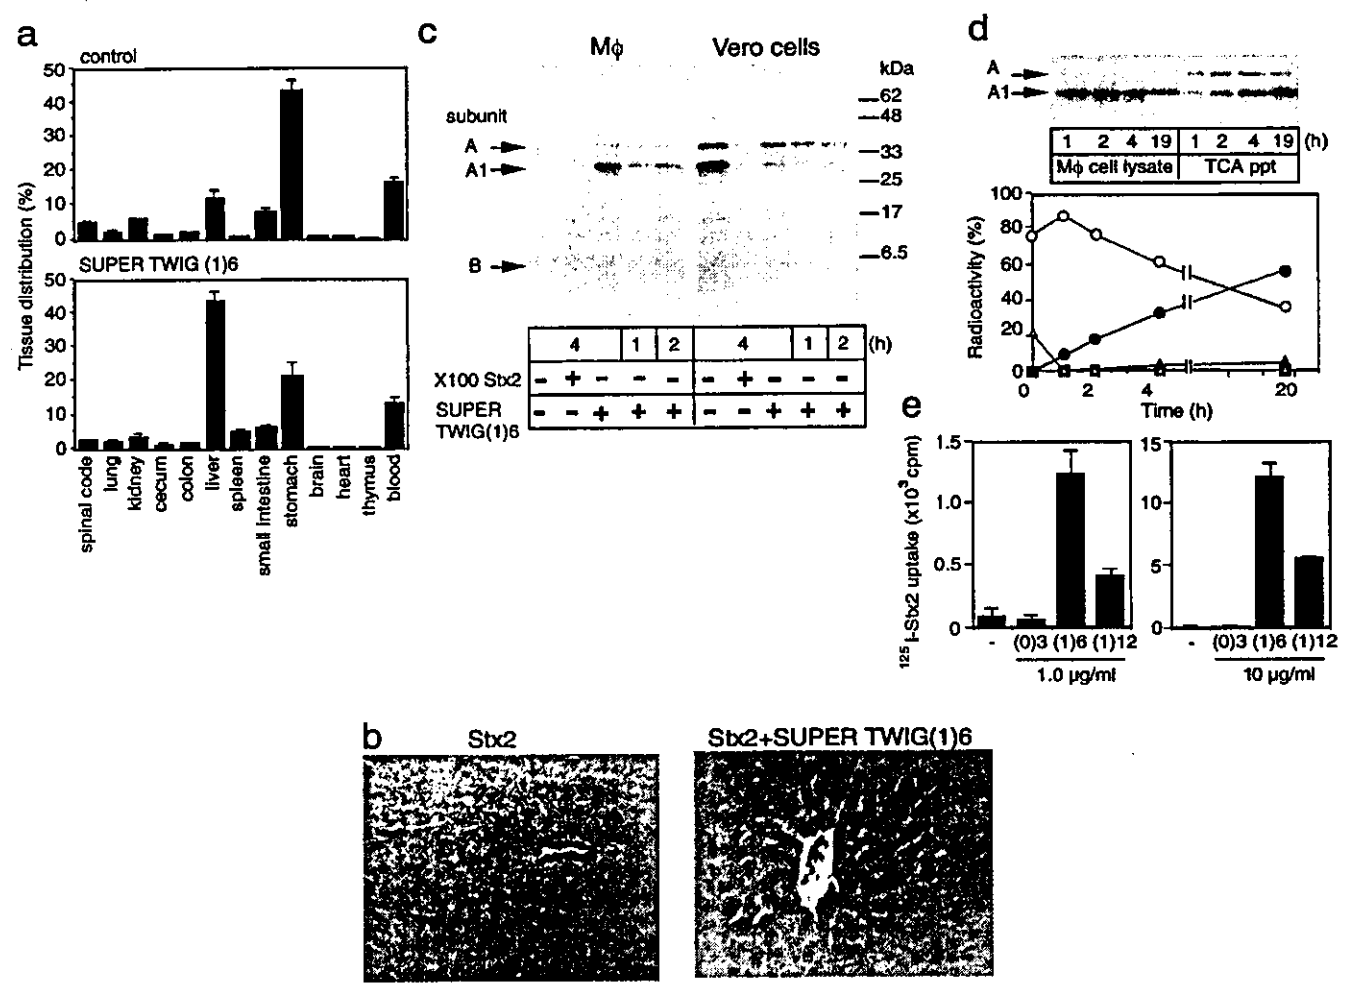 a
control
50
40
30
20
10
0
SUPER TWIG (1)6
50
40
30
20
10
0
Tissue distribution (%)
spinal code
lung
kidney
cecum
colon
liver
spleen
small intestine
stomach
brain
heart
thymus
blood
c
Mϕ Vero cells
kDa
62
48
33
25
17
6.5
subunit
A
A1
B
4 1 2 4 1 2 (h)
X100 Stx2 - + - - - - + - - -
SUPER TWIG(1)6 - - + + + - - + + +
d
A
A1
1 2 4 19 1 2 4 19 (h)
Mϕ cell lysate TCA ppt
100
80
60
40
20
0
Radioactivity (%)
0 2 4 20
Time (h)
e
1.5
1.0
0.5
0
125I-Stx2 uptake (x10³ cpm)
- (0)3 (1)6 (1)12
1.0 µg/ml
15
10
5
0
- (0)3 (1)6 (1)12
10 µg/ml
b
Stx2
Stx2+SUPER TWIG(1)6